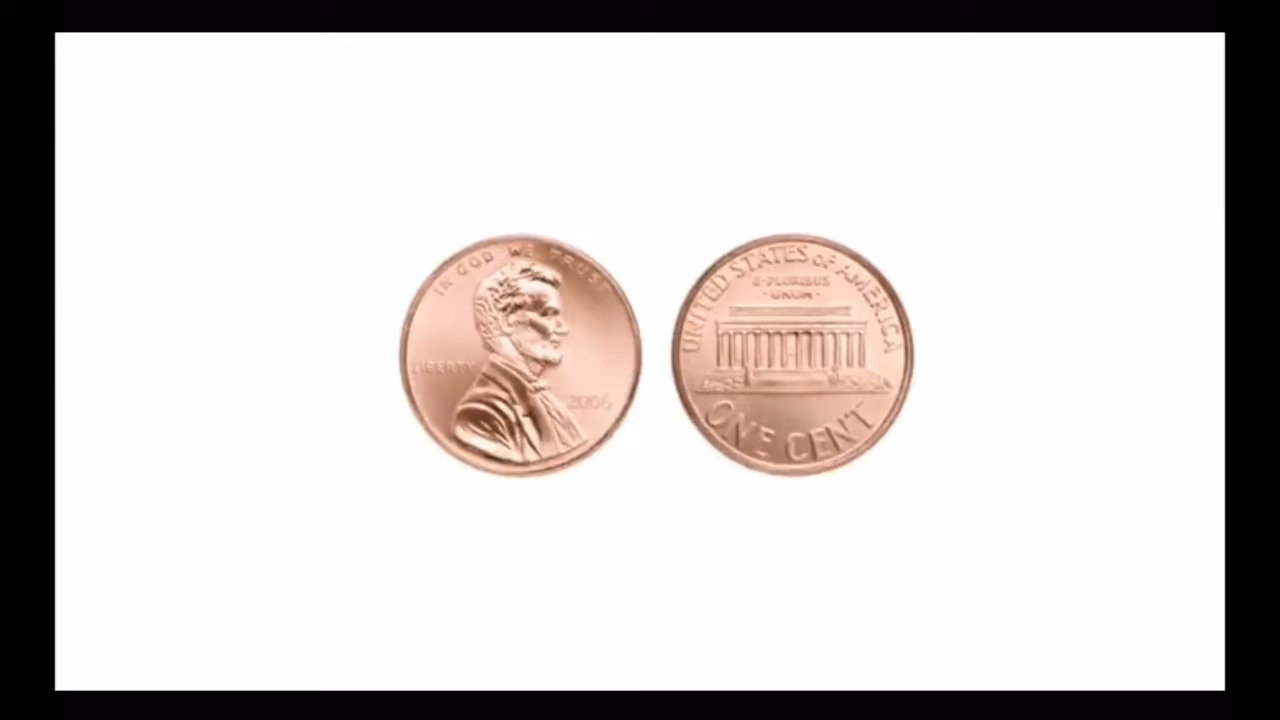 IN GOD WE TRUST
LIBERTY
2006
UNITED STATES OF AMERICA
E·PLURIBUS
·UNUM·
ONE CENT